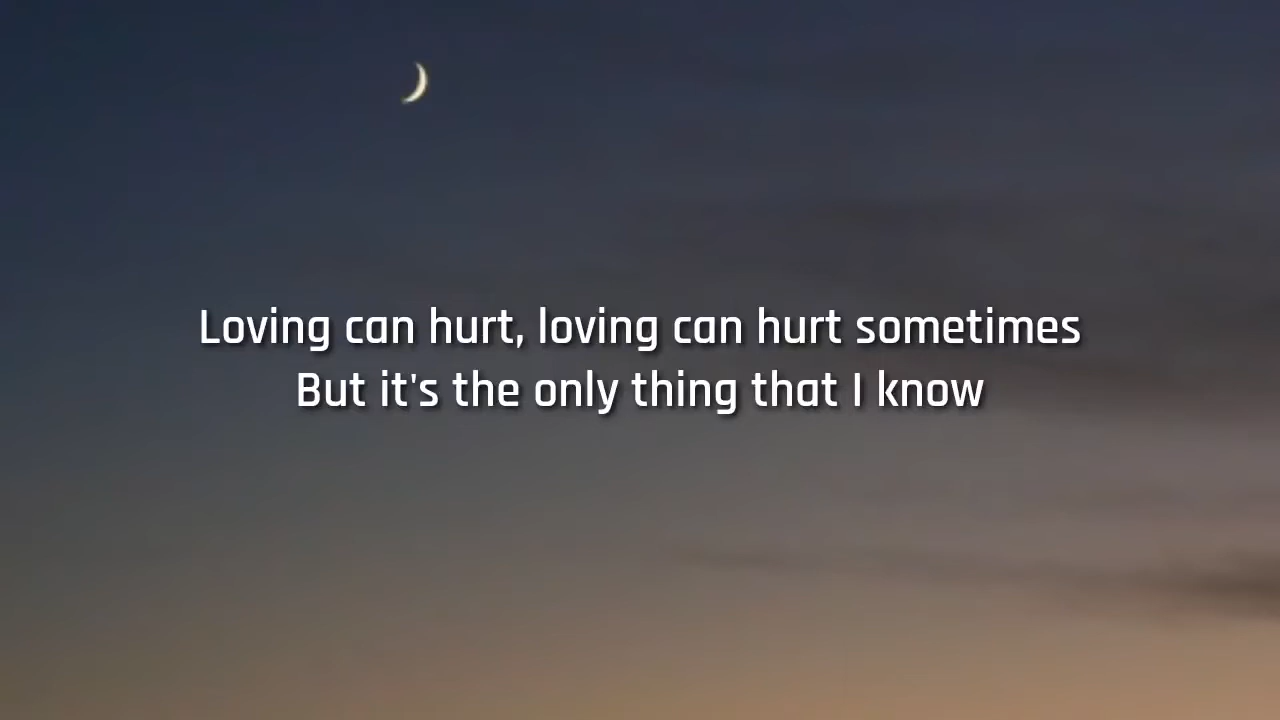 Loving can hurt, loving can hurt sometimes
But it's the only thing that I know